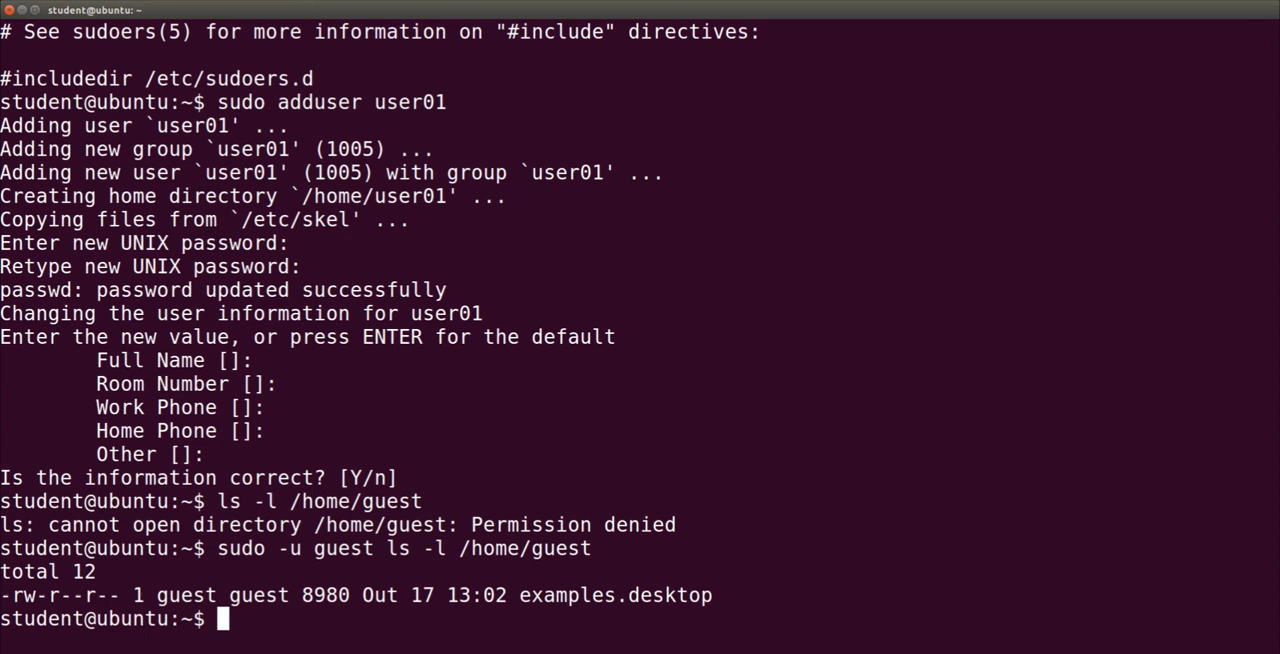 student@ubuntu: ~
# See sudoers(5) for more information on "#include" directives:
#includedir /etc/sudoers.d
student@ubuntu:~$ sudo adduser user01
Adding user `user01' ...
Adding new group `user01' (1005) ...
Adding new user `user01' (1005) with group `user01' ...
Creating home directory `/home/user01' ...
Copying files from `/etc/skel' ...
Enter new UNIX password:
Retype new UNIX password:
passwd: password updated successfully
Changing the user information for user01
Enter the new value, or press ENTER for the default
Full Name []:
Room Number []:
Work Phone []:
Home Phone []:
Other []:
Is the information correct? [Y/n]
student@ubuntu:~$ ls -l /home/guest
ls: cannot open directory /home/guest: Permission denied
student@ubuntu:~$ sudo -u guest ls -l /home/guest
total 12
-rw-r--r-- 1 guest guest 8980 Out 17 13:02 examples.desktop
student@ubuntu:~$